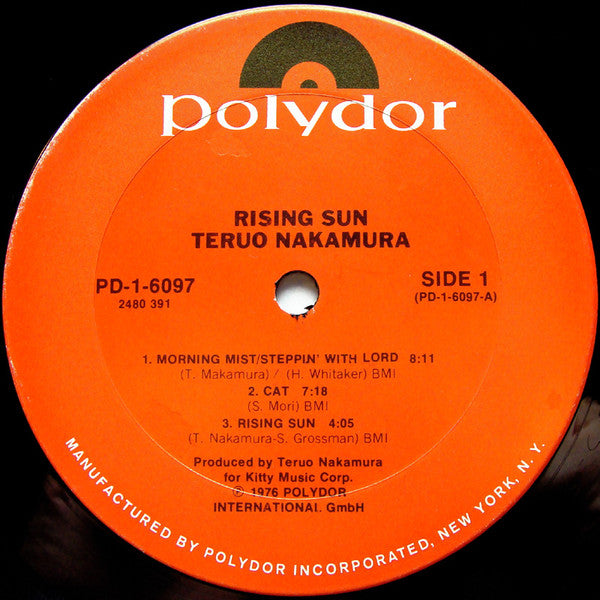 polydor
RISING SUN
TERUO NAKAMURA
PD-1-6097
2480 391
SIDE 1
(PD-1-6097-A)
1. MORNING MIST/STEPPIN' WITH LORD 8:11
(T. Makamura) / (H. Whitaker) BMI
2. CAT 7:18
(S. Mori) BMI
3. RISING SUN 4:05
(T. Nakamura-S. Grossman) BMI
Produced by Teruo Nakamura
for Kitty Music Corp.
℗ 1976 POLYDOR
INTERNATIONAL GmbH
MANUFACTURED BY POLYDOR INCORPORATED, NEW YORK, N. Y.